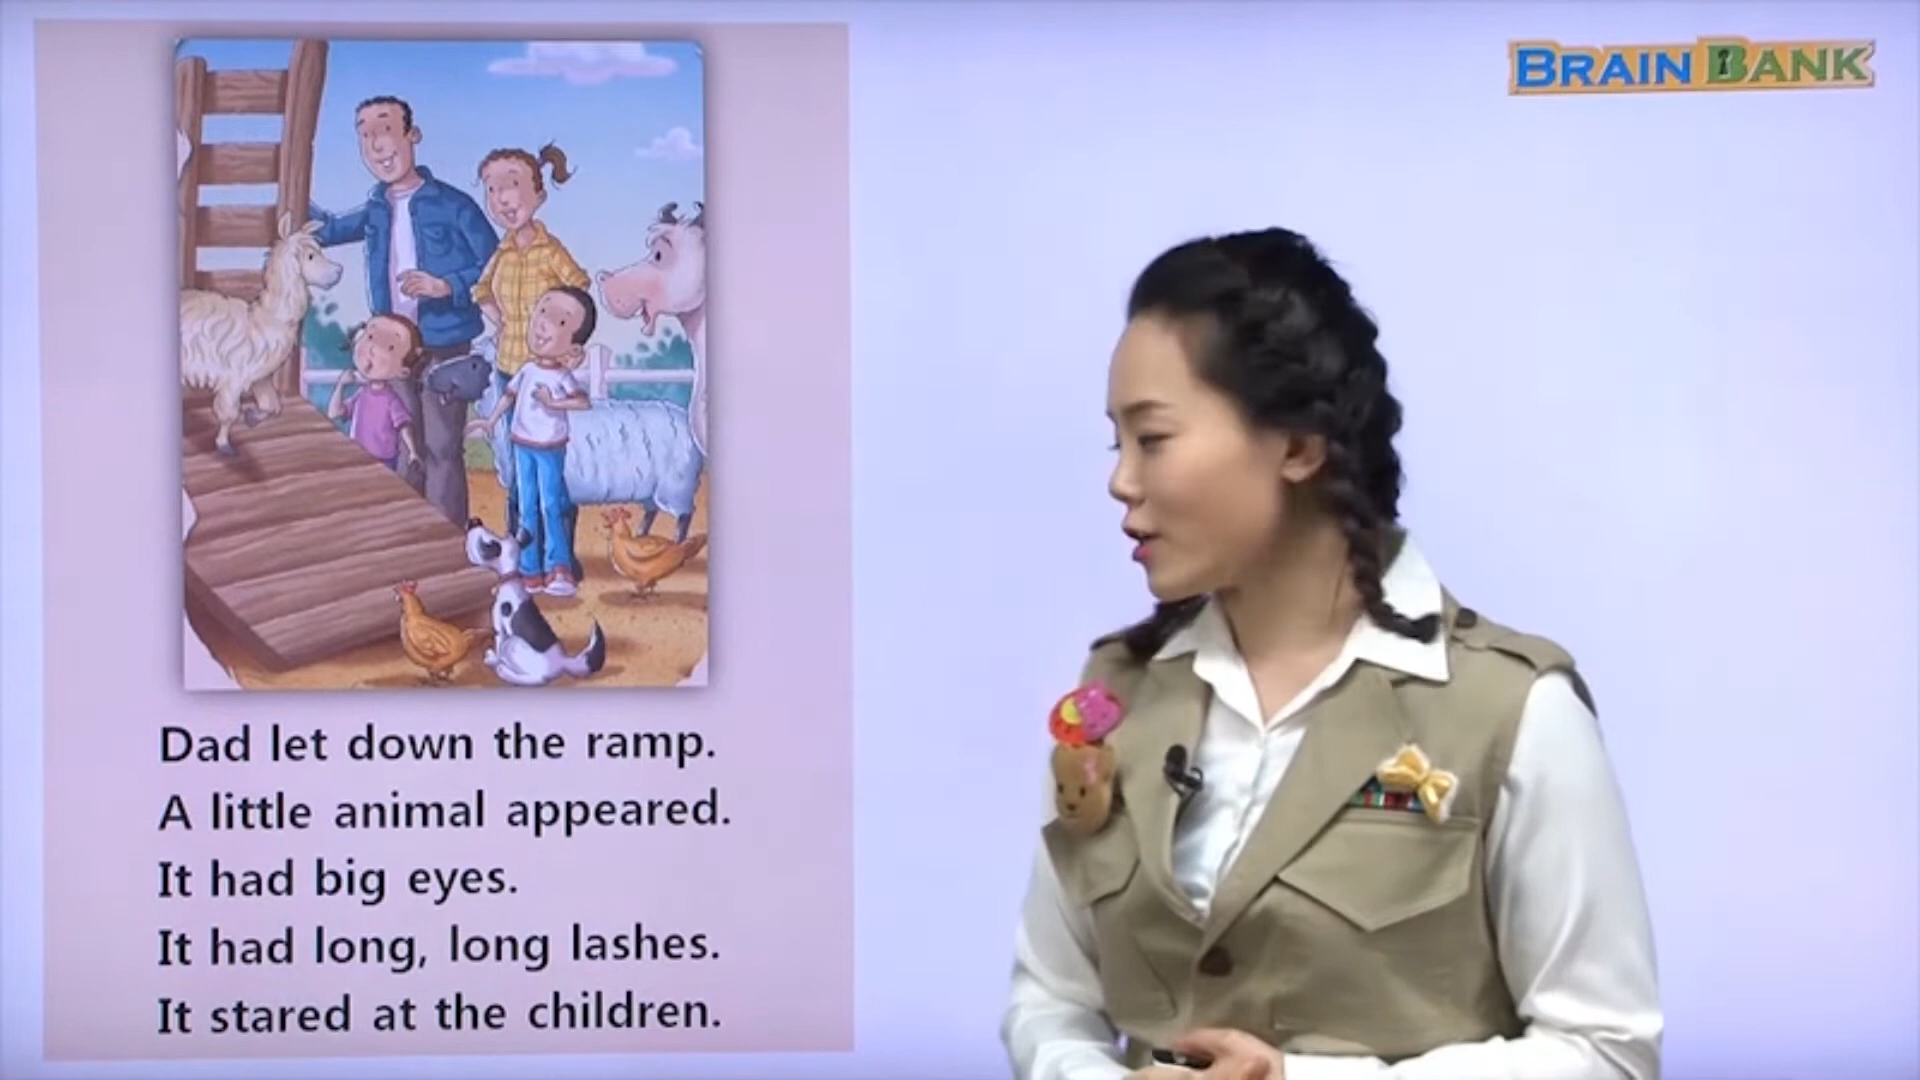 BRAIN BANK
Dad let down the ramp.
A little animal appeared.
It had big eyes.
It had long, long lashes.
It stared at the children.